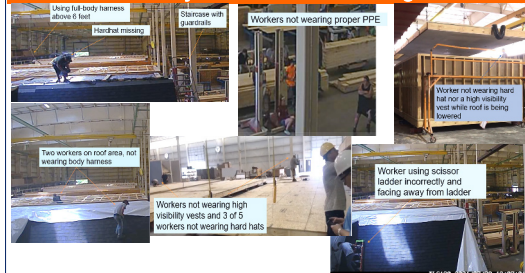 Using full-body harness
above 6 feet
Hardhat missing
Staircase with
guardrails
Workers not wearing proper PPE
Worker not wearing hard
hat nor a high visibility
vest while roof is being
lowered
Two workers on roof area, not
wearing body harness
Workers not wearing high
visibility vests and 3 of 5
workers not wearing hard hats
Worker using scissor
ladder incorrectly and
facing away from ladder